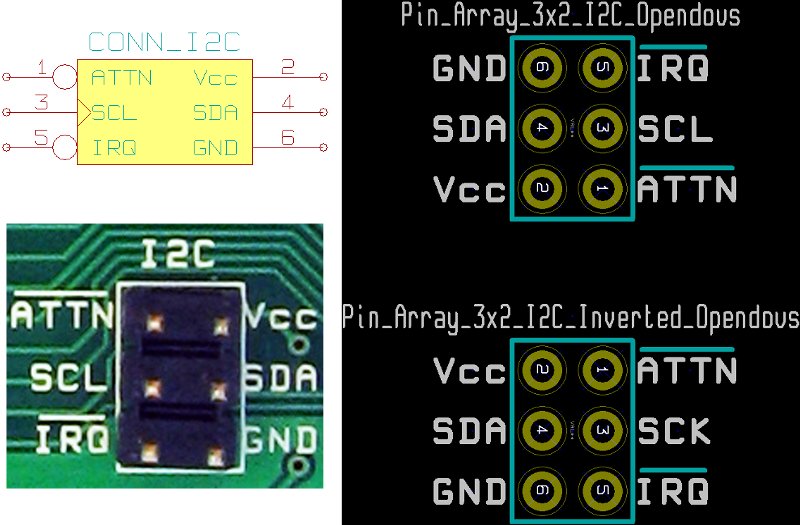 CONN_I2C
1 ATTN Vcc 2
3 SCL SDA 4
5 IRQ GND 6
I2C
ATTN Vcc
SCL SDA
IRQ GND
Pin_Array_3x2_I2C_Opendous
GND 6 5 IRQ
SDA 4 3 SCL
Vcc 2 1 ATTN
Pin_Array_3x2_I2C_Inverted_Opendous
Vcc 2 1 ATTN
SDA 4 3 SCK
GND 6 5 IRQ